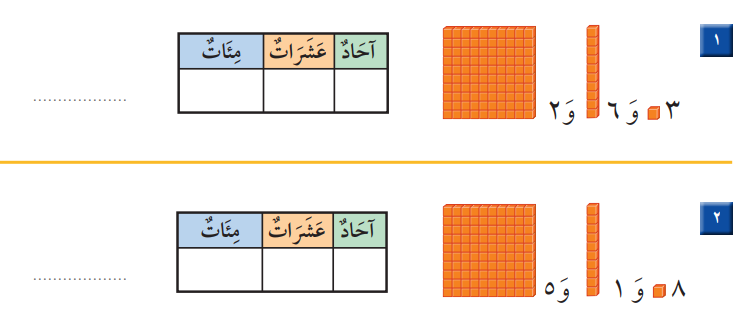 ١
٣ وَ ٦ وَ ٢
آحَادٌ عَشَرَاتٌ مِئَاتٌ
...................
٢
٨ وَ ١ وَ ٥
آحَادٌ عَشَرَاتٌ مِئَاتٌ
...................